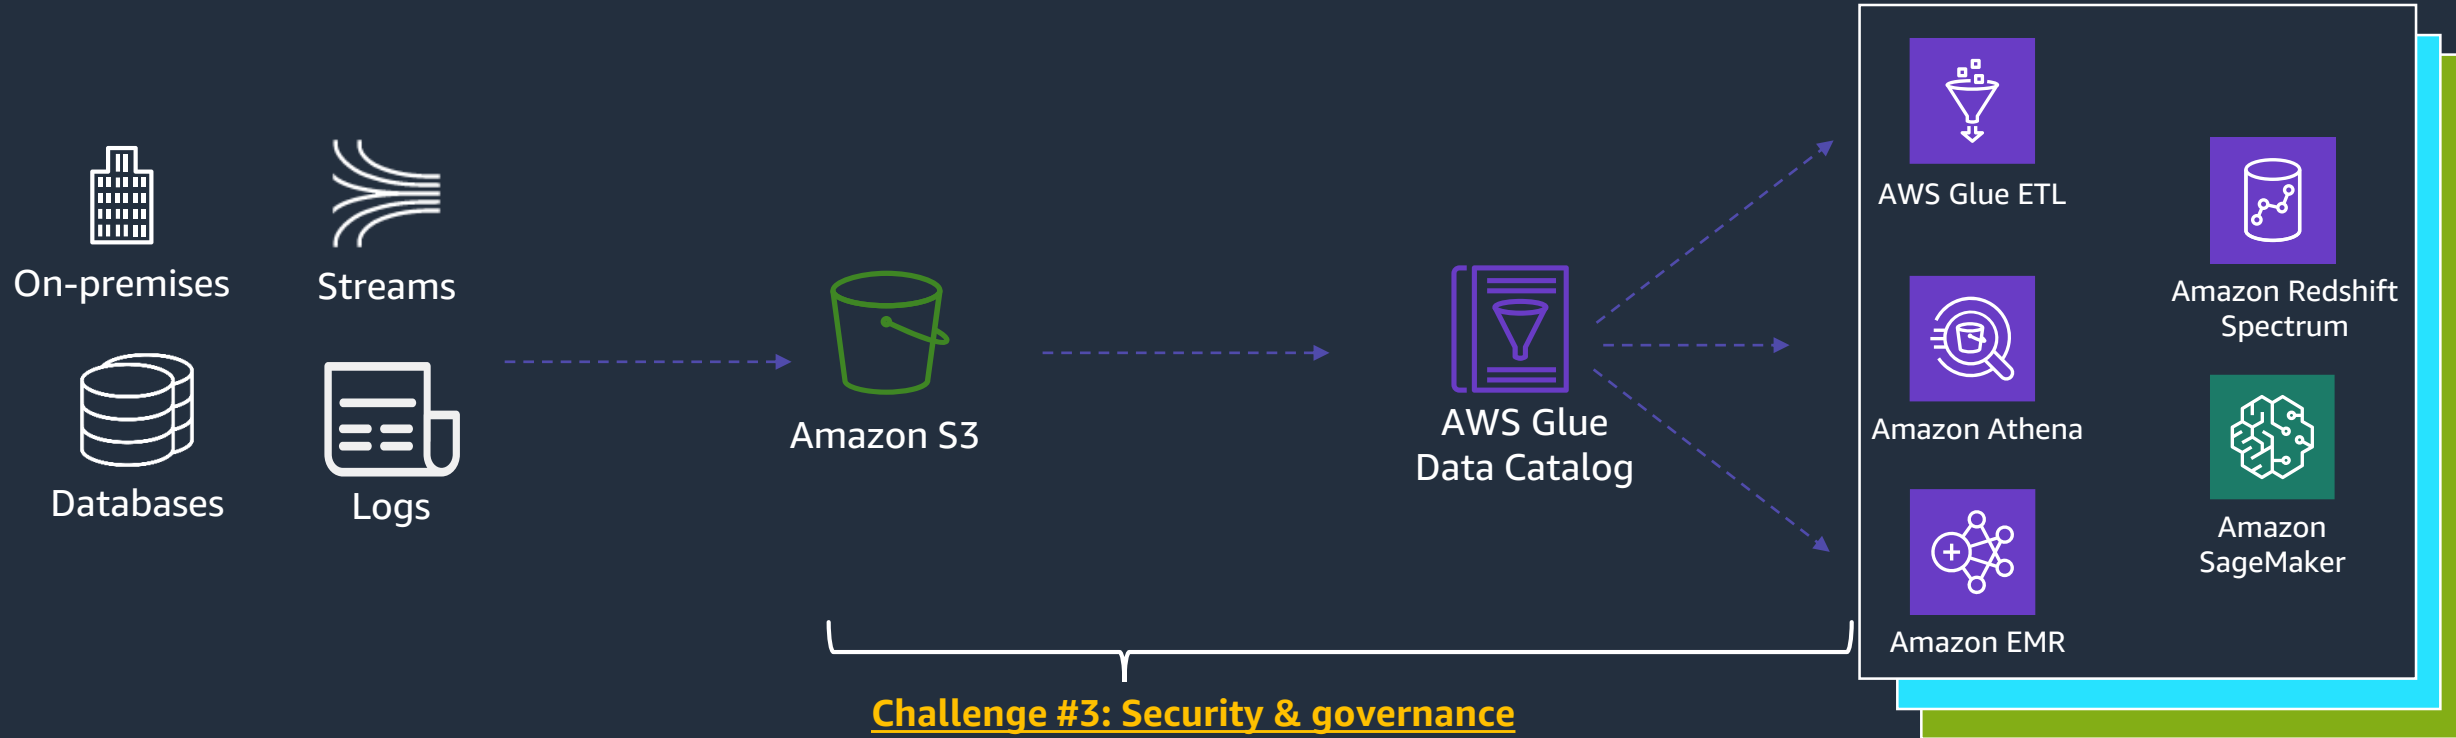 On-premises
Streams
Databases
Logs
Amazon S3
AWS Glue
Data Catalog
AWS Glue ETL
Amazon Athena
Amazon EMR
Amazon Redshift
Spectrum
Amazon
SageMaker
Challenge #3: Security & governance